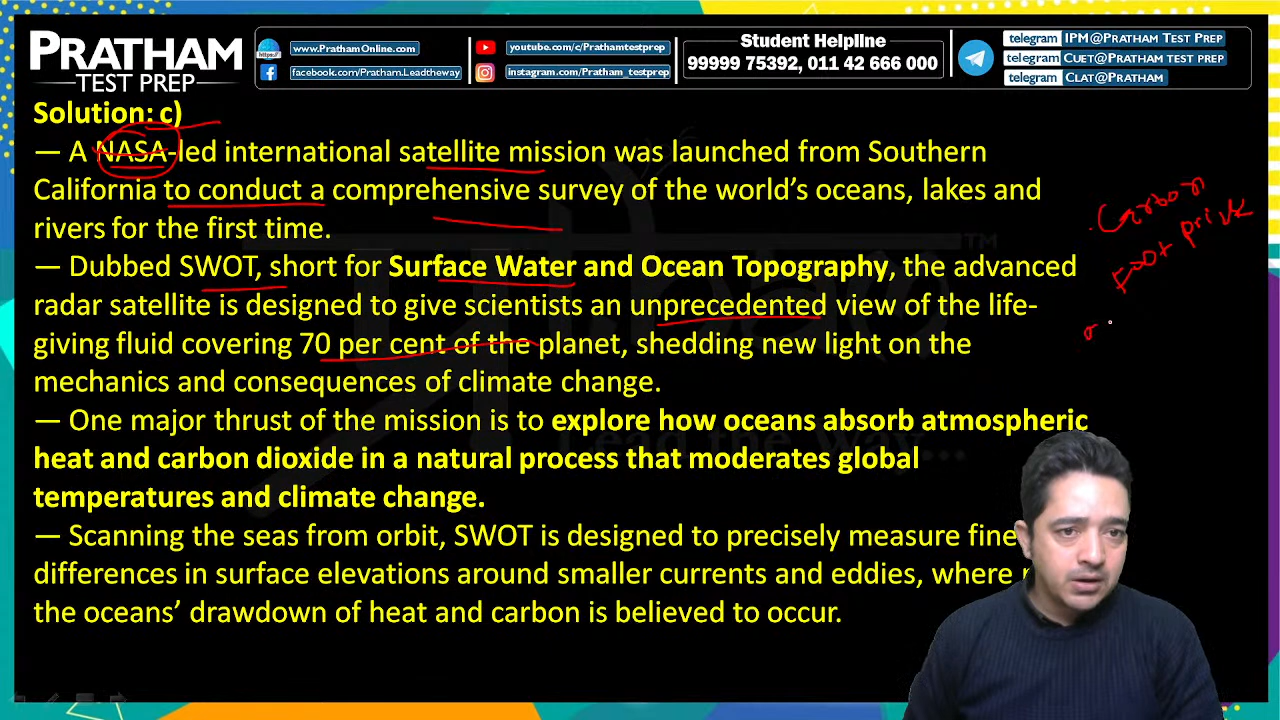 PRATHAM
TEST PREP
https://
www.PrathamOnline.com
facebook.com/Pratham.Leadtheway
youtube.com/c/Prathamtestprep
instagram.com/Pratham_testprep
Student Helpline
99999 75392, 011 42 666 000
telegram IPM@PRATHAM TEST PREP
telegram CUET@PRATHAM TEST PREP
telegram CLAT@PRATHAM
Solution: c)
— A NASA-led international satellite mission was launched from Southern
California to conduct a comprehensive survey of the world's oceans, lakes and
rivers for the first time.
— Dubbed SWOT, short for Surface Water and Ocean Topography, the advanced
radar satellite is designed to give scientists an unprecedented view of the life-
giving fluid covering 70 per cent of the planet, shedding new light on the
mechanics and consequences of climate change.
— One major thrust of the mission is to explore how oceans absorb atmospheric
heat and carbon dioxide in a natural process that moderates global
temperatures and climate change.
— Scanning the seas from orbit, SWOT is designed to precisely measure fine
differences in surface elevations around smaller currents and eddies, where
the oceans' drawdown of heat and carbon is believed to occur.
Carbon
Foot
TM
Lead the way...